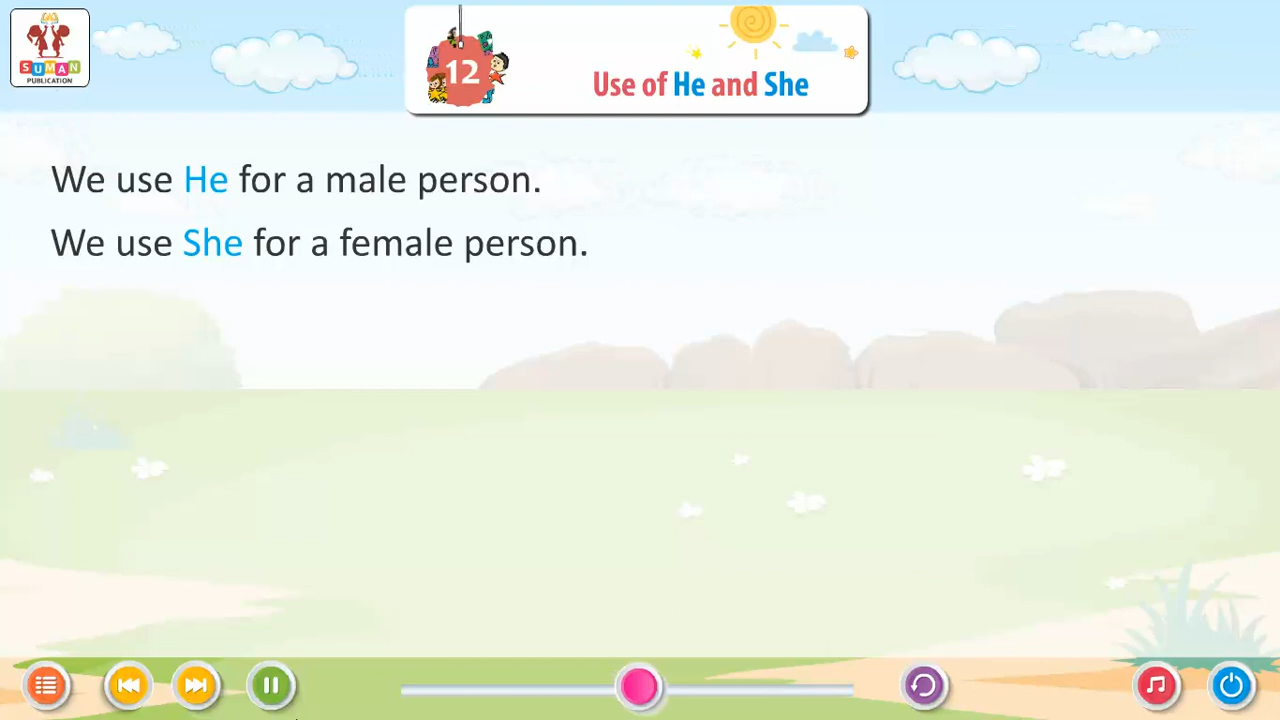 SUMAN
PUBLICATION
12
Use of He and She
We use He for a male person.
We use She for a female person.